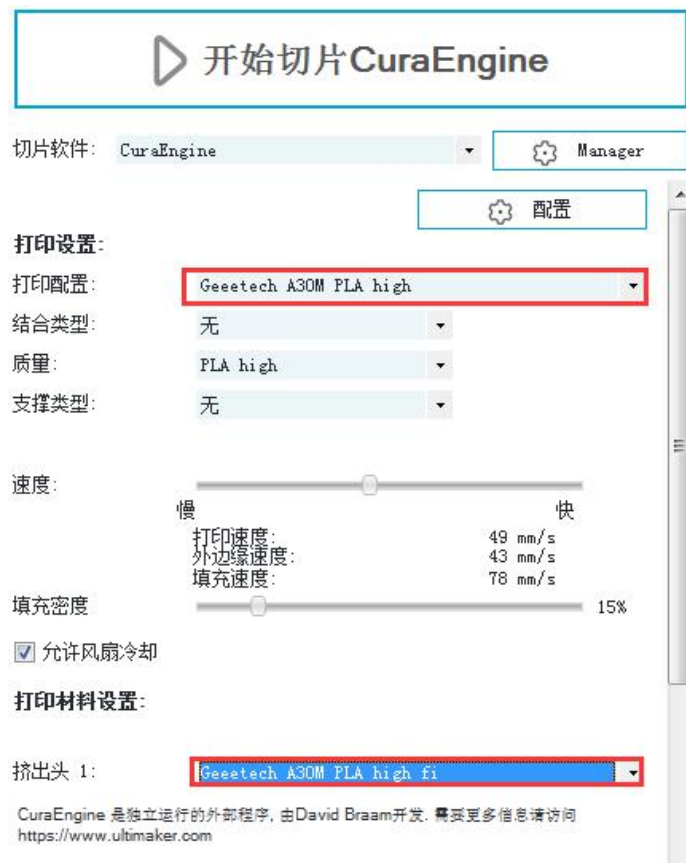 开始切片CuraEngine
切片软件: CuraEngine Manager
配置
打印设置:
打印配置: Geeetech A30M PLA high
结合类型: 无
质量: PLA high
支撑类型: 无
速度:
慢 快
打印速度: 49 mm/s
外边缘速度: 43 mm/s
填充速度: 78 mm/s
填充密度 15%
允许风扇冷却
打印材料设置:
挤出头 1: Geeetech A30M PLA high fi
CuraEngine 是独立运行的外部程序, 由David Braam开发. 需要更多信息请访问
https://www.ultimaker.com